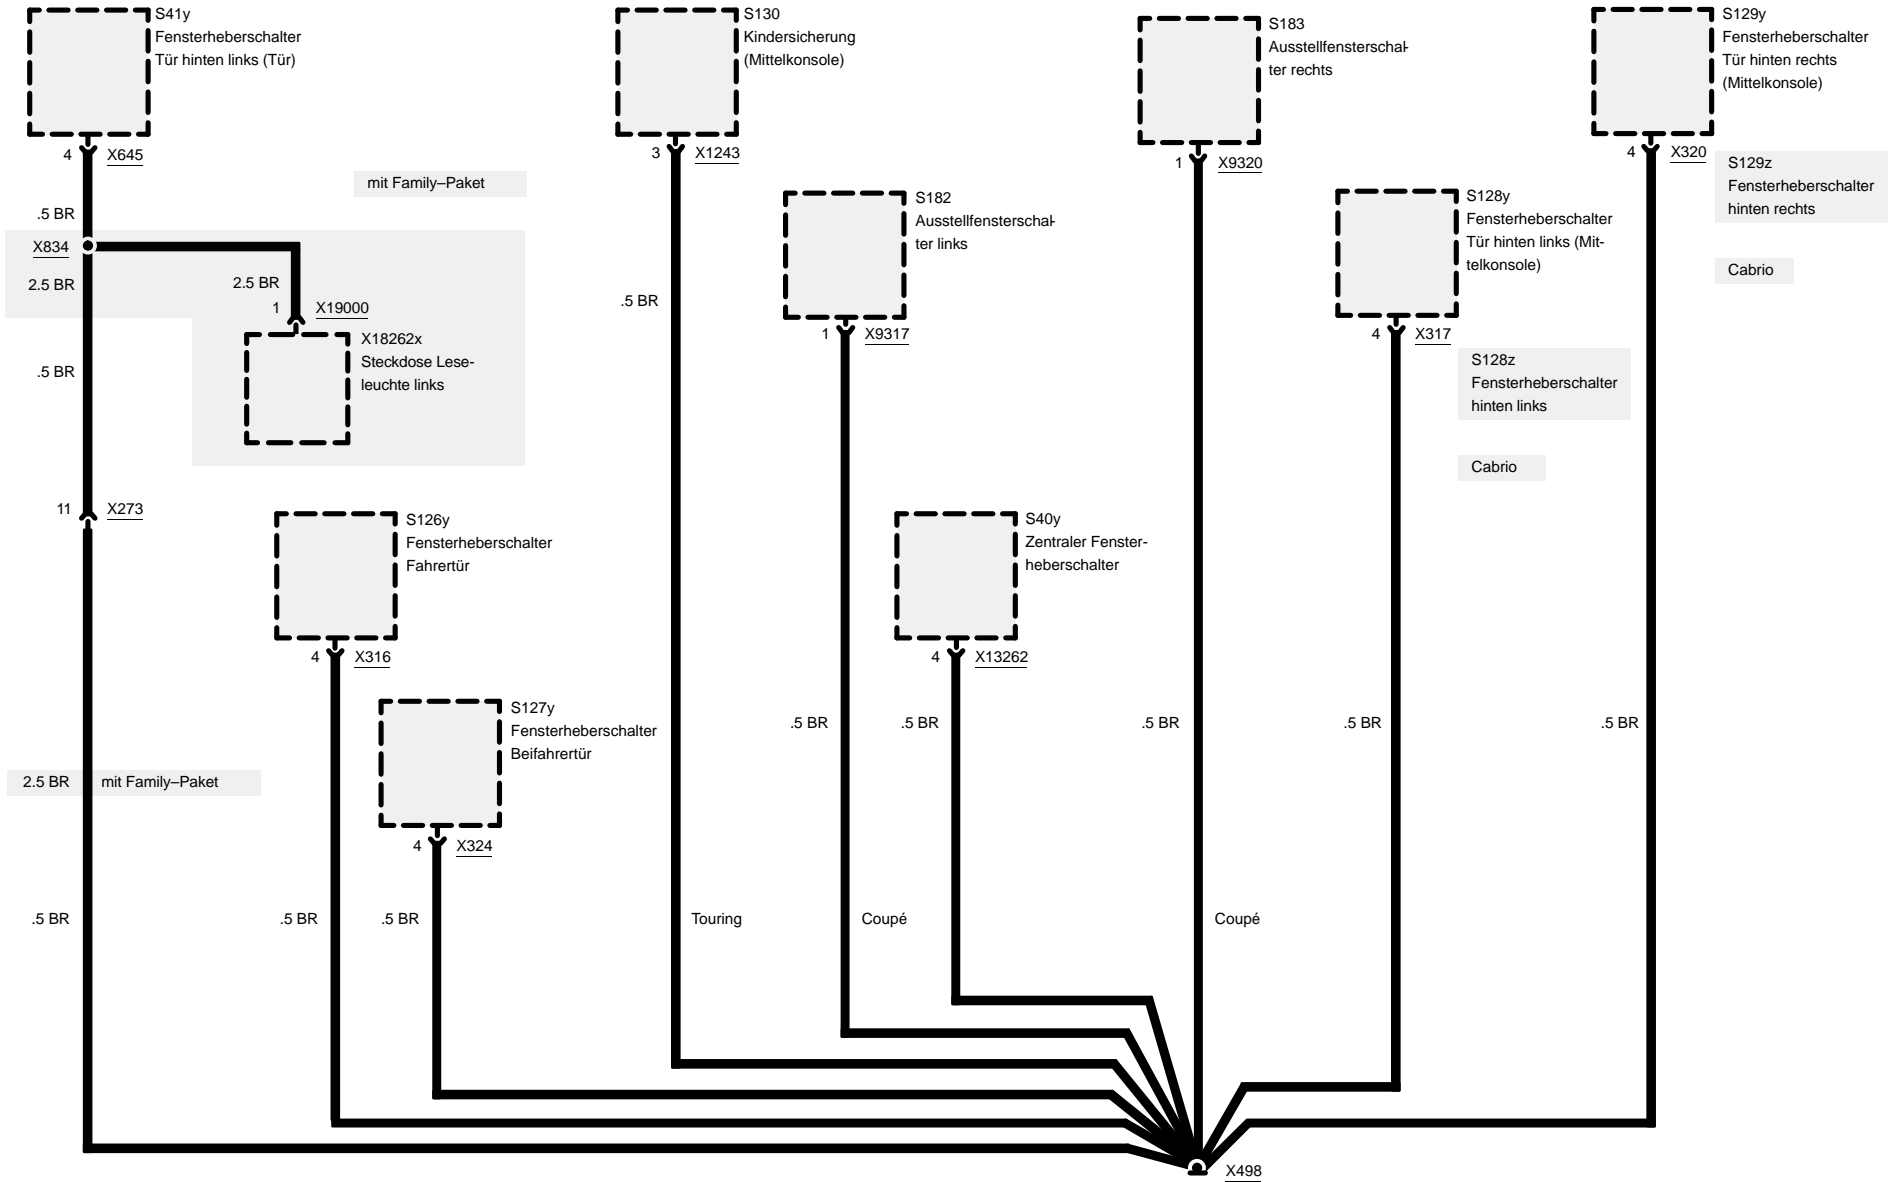 S41y
Fensterheberschalter
Tür hinten links (Tür)
4 X645
.5 BR
X834
2.5 BR
.5 BR
mit Family–Paket
2.5 BR
1 X19000
X18262x
Steckdose Lese-
leuchte links
11 X273
2.5 BR mit Family–Paket
.5 BR
S126y
Fensterheberschalter
Fahrertür
4 X316
.5 BR
S127y
Fensterheberschalter
Beifahrertür
4 X324
.5 BR
S130
Kindersicherung
(Mittelkonsole)
3 X1243
.5 BR
Touring
S182
Ausstellfensterschal-
ter links
1 X9317
.5 BR
Coupé
S40y
Zentraler Fenster-
heberschalter
4 X13262
.5 BR
S183
Ausstellfensterschal-
ter rechts
1 X9320
.5 BR
Coupé
S128y
Fensterheberschalter
Tür hinten links (Mit-
telkonsole)
4 X317
S128z
Fensterheberschalter
hinten links
Cabrio
.5 BR
S129y
Fensterheberschalter
Tür hinten rechts
(Mittelkonsole)
4 X320
S129z
Fensterheberschalter
hinten rechts
Cabrio
.5 BR
X498